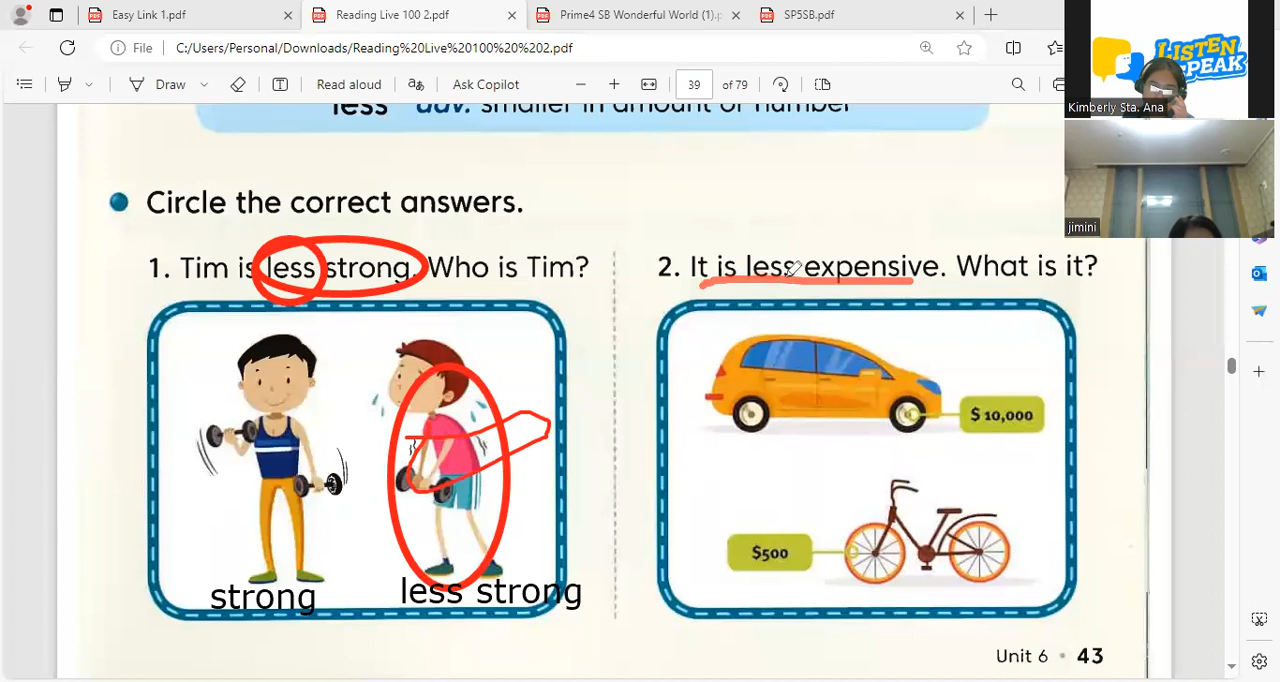 Easy Link 1.pdf
Reading Live 100 2.pdf
Prime4 SB Wonderful World (1).p
SP5SB.pdf
File
C:/Users/Personal/Downloads/Reading%20Live%20100%20%202.pdf
Draw
Read aloud
Ask Copilot
39 of 79
LISTEN
SPEAK
Kimberly Sta. Ana
jimini
less adv. smaller in amount or number
Circle the correct answers.
1. Tim is less strong. Who is Tim?
2. It is less expensive. What is it?
$ 10,000
$500
strong
less strong
Unit 6 • 43